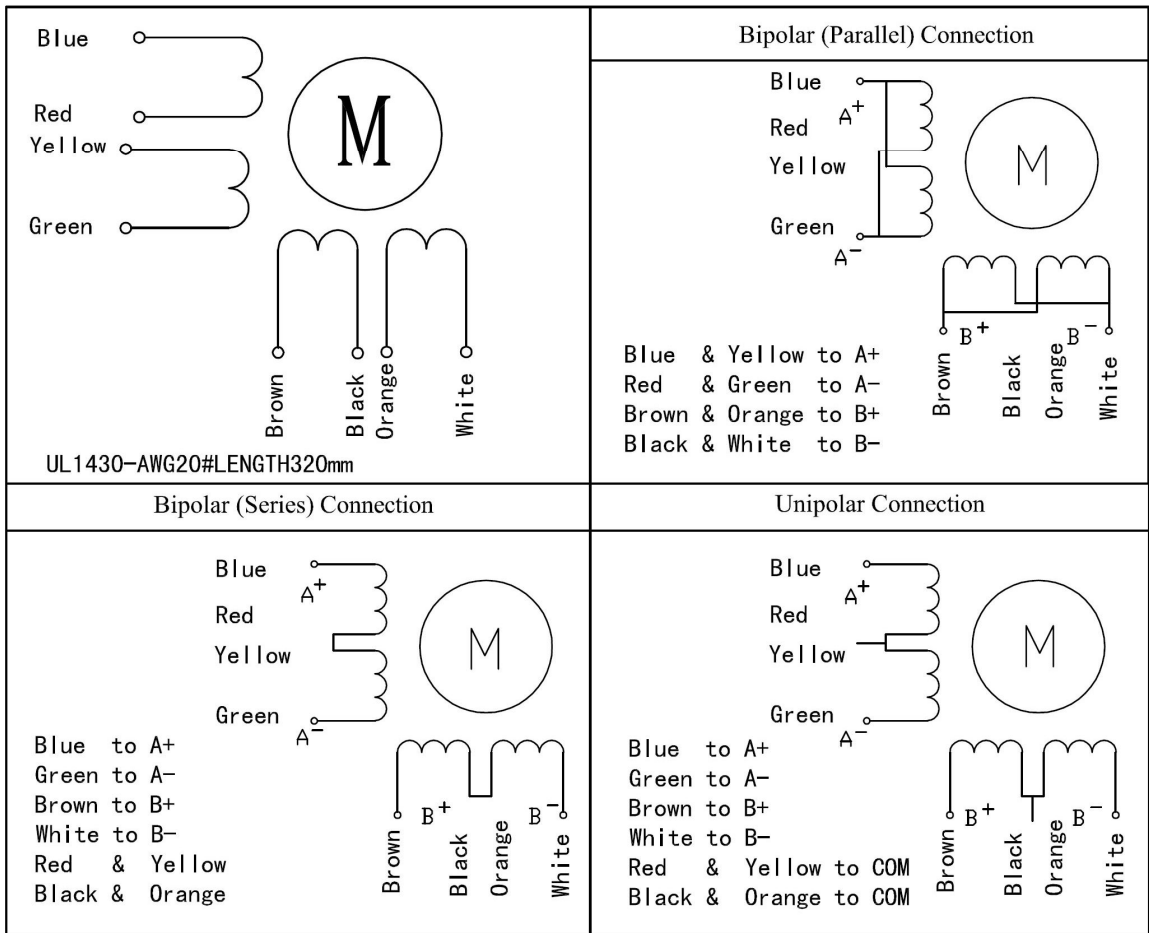 Blue
Red
Yellow
Green
M
Brown
Black
Orange
White
UL1430-AWG20#LENGTH320mm
Bipolar (Parallel) Connection
Blue
A+
Red
Yellow
Green
A-
M
B+
B-
Brown
Black
Orange
White
Blue & Yellow to A+
Red & Green to A-
Brown & Orange to B+
Black & White to B-
Bipolar (Series) Connection
Blue
A+
Red
Yellow
Green
A-
M
B+
B-
Brown
Black
Orange
White
Blue to A+
Green to A-
Brown to B+
White to B-
Red & Yellow
Black & Orange
Unipolar Connection
Blue
A+
Red
Yellow
Green
A-
M
B+
B-
Brown
Black
Orange
White
Blue to A+
Green to A-
Brown to B+
White to B-
Red & Yellow to COM
Black & Orange to COM